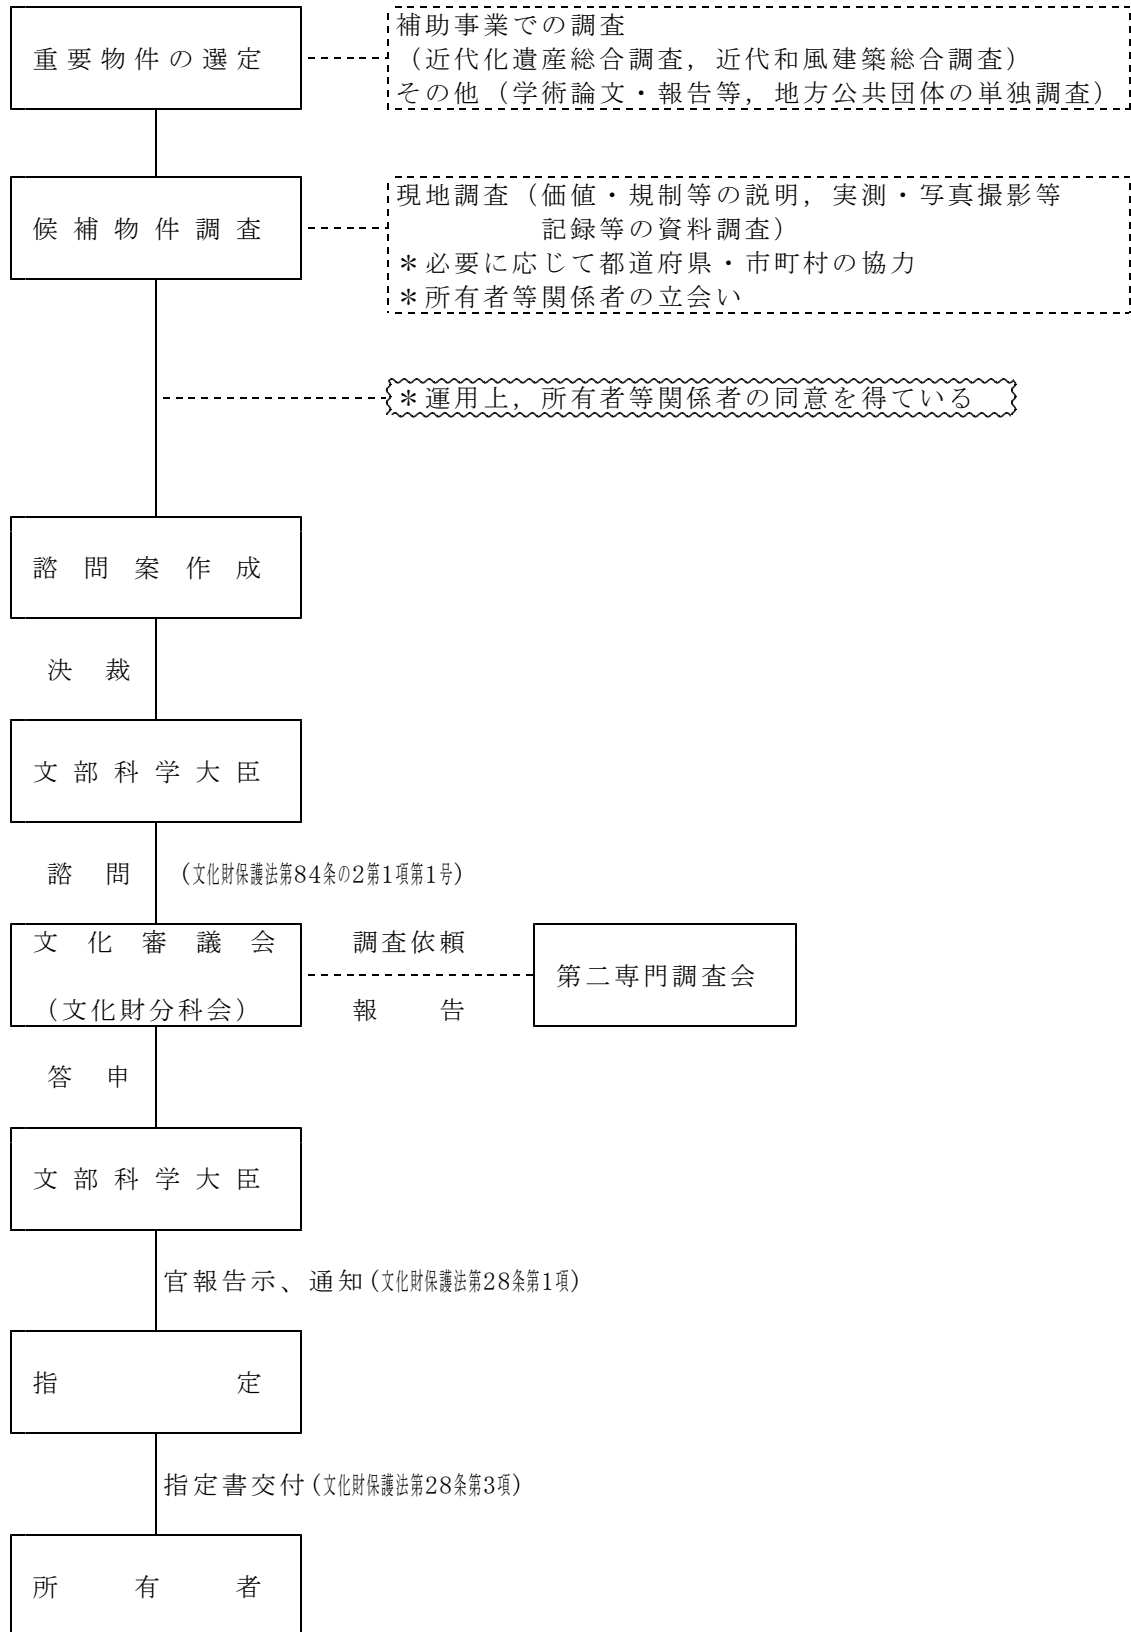 重要物件の選定
補助事業での調査
（近代化遺産総合調査，近代和風建築総合調査）
その他（学術論文・報告等，地方公共団体の単独調査）
候補物件調査
現地調査（価値・規制等の説明，実測・写真撮影等
記録等の資料調査）
＊必要に応じて都道府県・市町村の協力
＊所有者等関係者の立会い
＊運用上，所有者等関係者の同意を得ている
諮問案作成
決裁
文部科学大臣
諮問 (文化財保護法第84条の2第1項第1号)
文化審議会
(文化財分科会)
調査依頼
報告
第二専門調査会
答申
文部科学大臣
官報告示、通知(文化財保護法第28条第1項)
指定
指定書交付(文化財保護法第28条第3項)
所有者